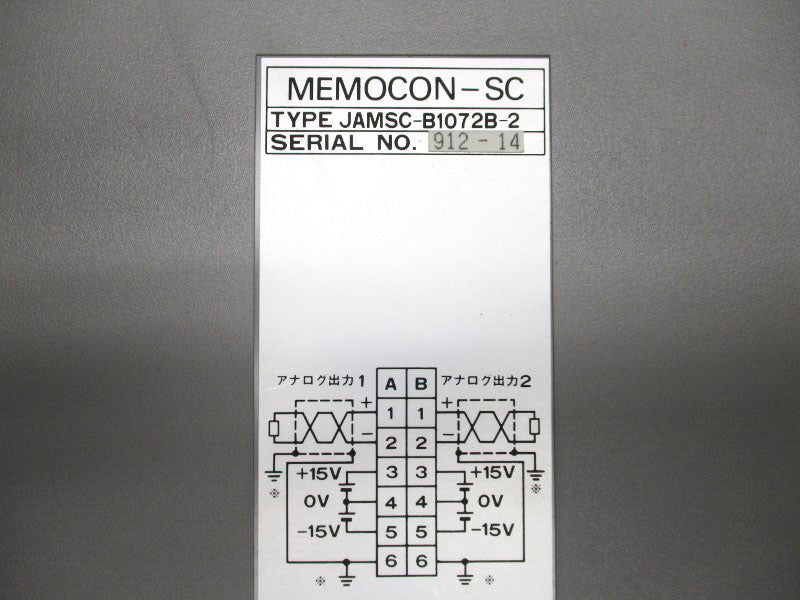 MEMOCON-SC
TYPE JAMSC-B1072B-2
SERIAL NO. 912-14
アナログ出力1 A B アナログ出力2
+ 1 1 +
− 2 2 −
+15V 3 3 +15V
※ ※
0V 4 4 0V
-15V 5 5 -15V
6 6
※ ※